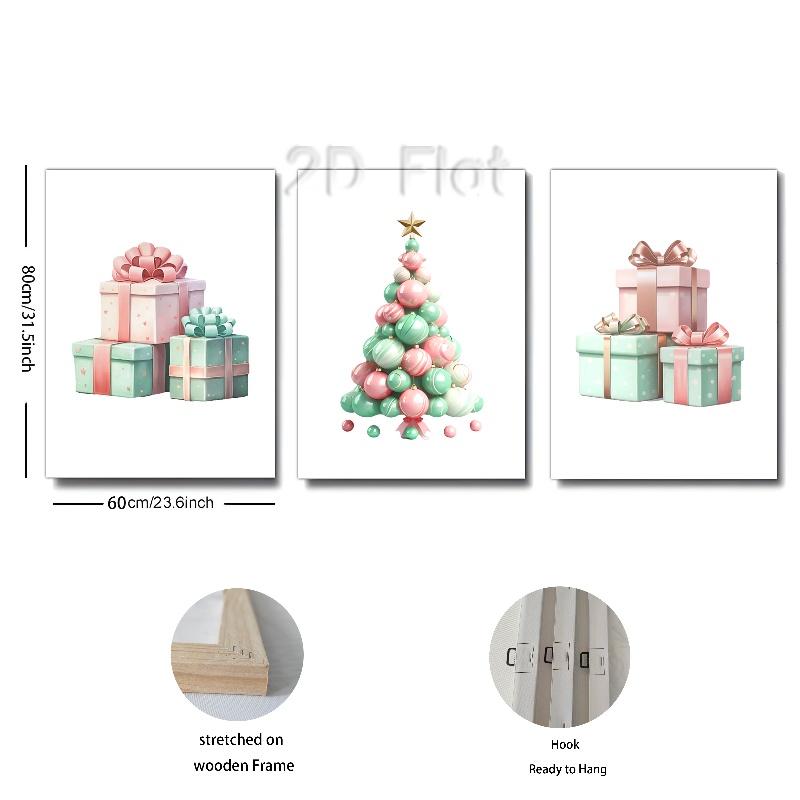 2D Flat
80cm/31.5inch
60cm/23.6inch
stretched on
wooden Frame
Hook
Ready to Hang